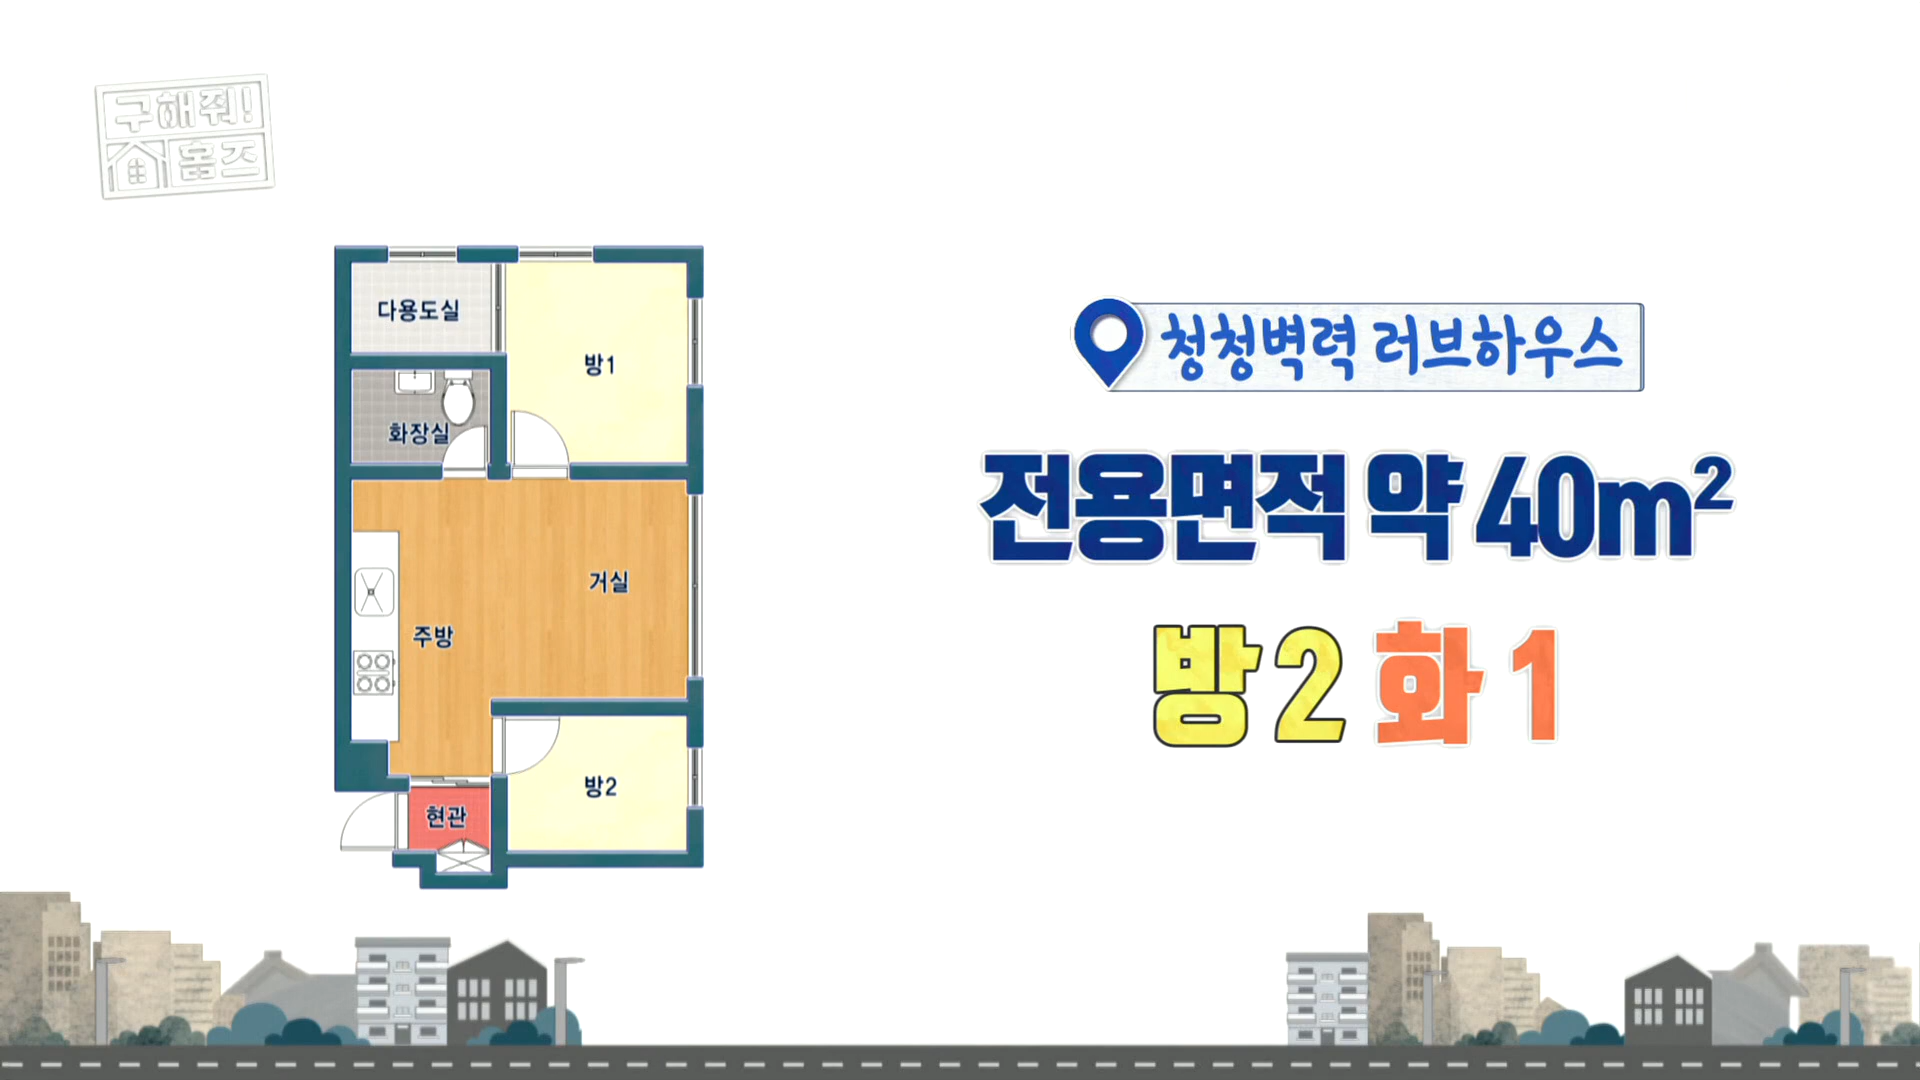 구해줘!
홈즈
다용도실
방1
화장실
거실
주방
방2
현관
청청벽력 러브하우스
전용면적 약 40m²
방 2 화 1